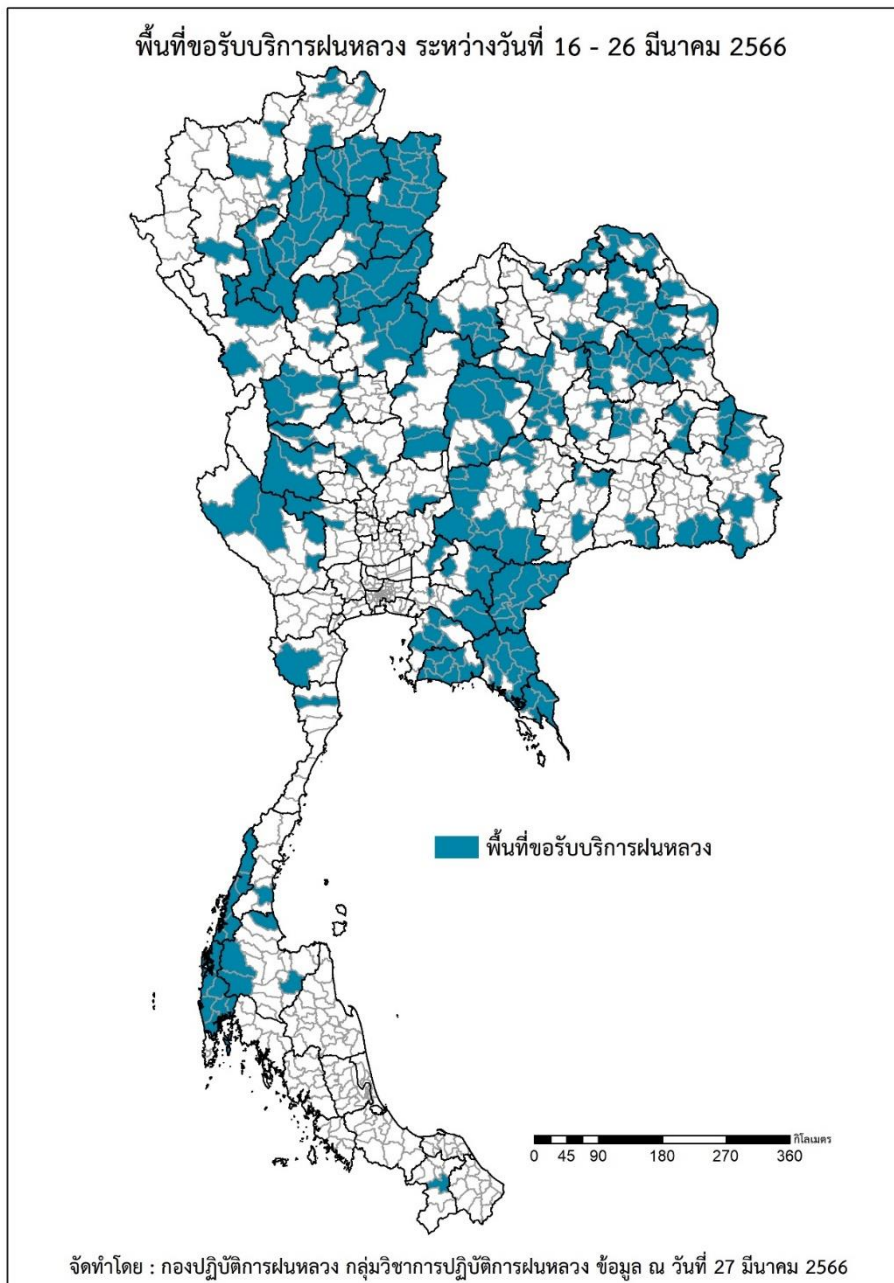 พื้นที่ขอรับบริการฝนหลวง ระหว่างวันที่ 16 - 26 มีนาคม 2566
พื้นที่ขอรับบริการฝนหลวง
กิโลเมตร
0 45 90 180 270 360
จัดทำโดย : กองปฏิบัติการฝนหลวง กลุ่มวิชาการปฏิบัติการฝนหลวง ข้อมูล ณ วันที่ 27 มีนาคม 2566